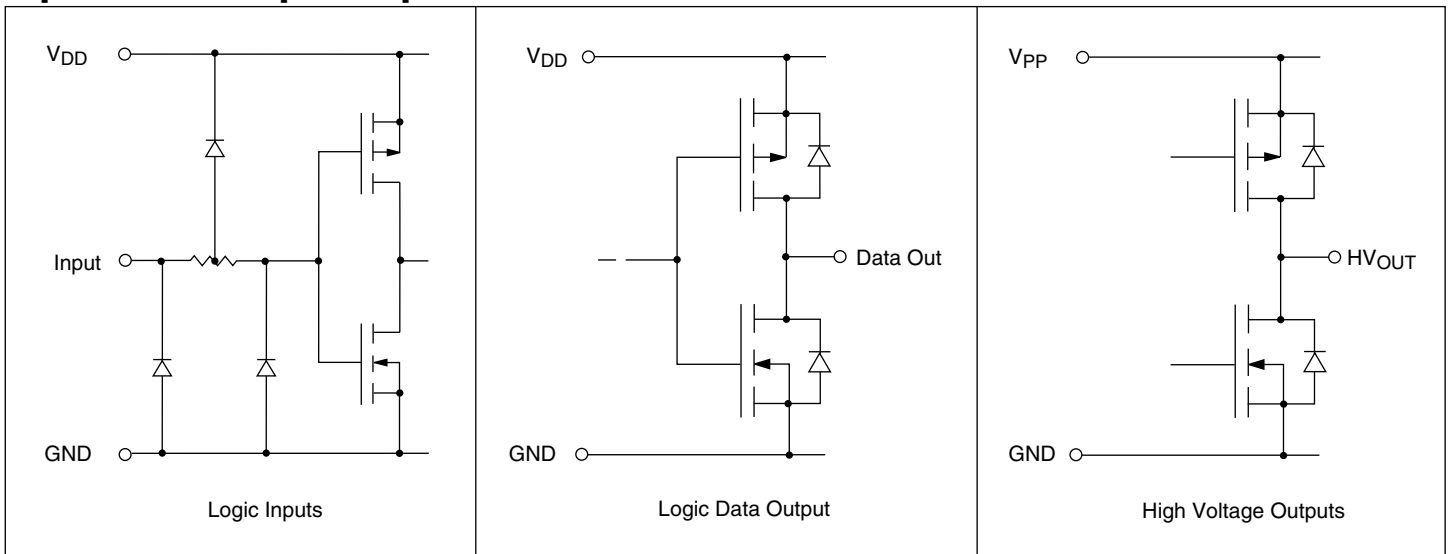 VDD
Input
GND
Logic Inputs
VDD
Data Out
GND
Logic Data Output
VPP
HVOUT
GND
High Voltage Outputs